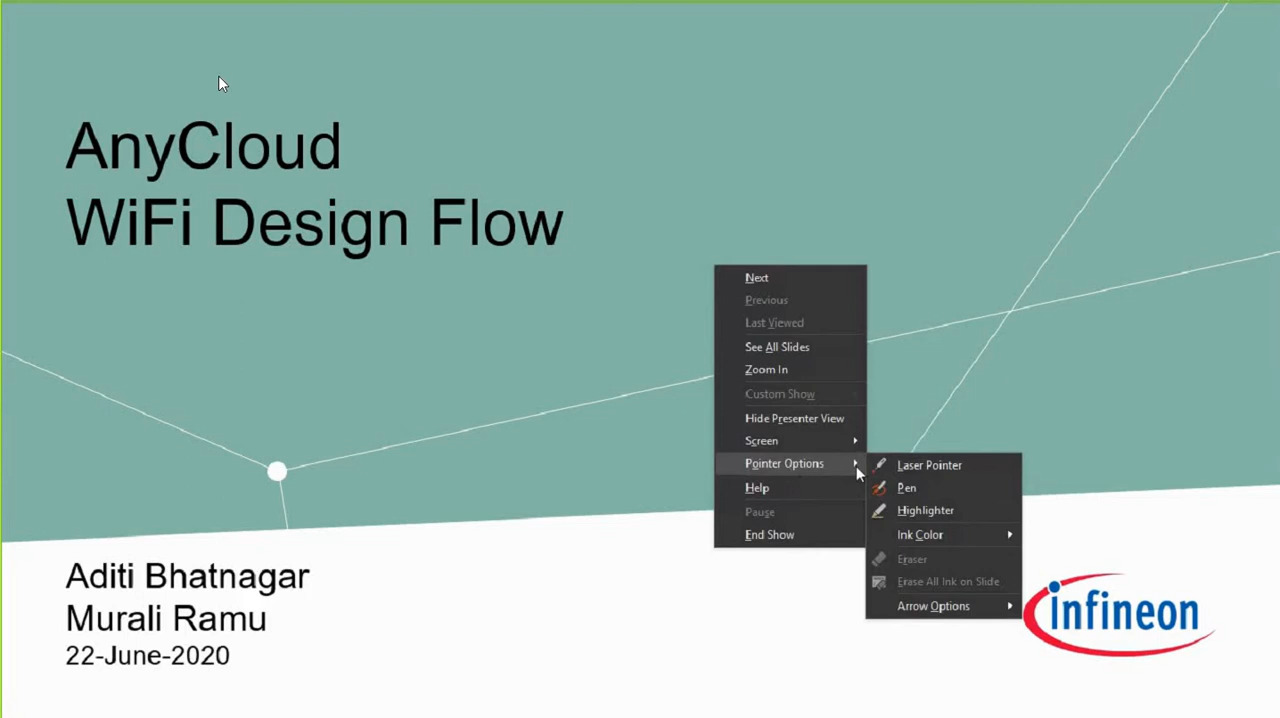 AnyCloud
WiFi Design Flow
Next
Previous
Last Viewed
See All Slides
Zoom In
Custom Show
Hide Presenter View
Screen
Pointer Options
Help
Pause
End Show
Laser Pointer
Pen
Highlighter
Ink Color
Eraser
Erase All Ink on Slide
Arrow Options
Aditi Bhatnagar
Murali Ramu
22-June-2020
infineon